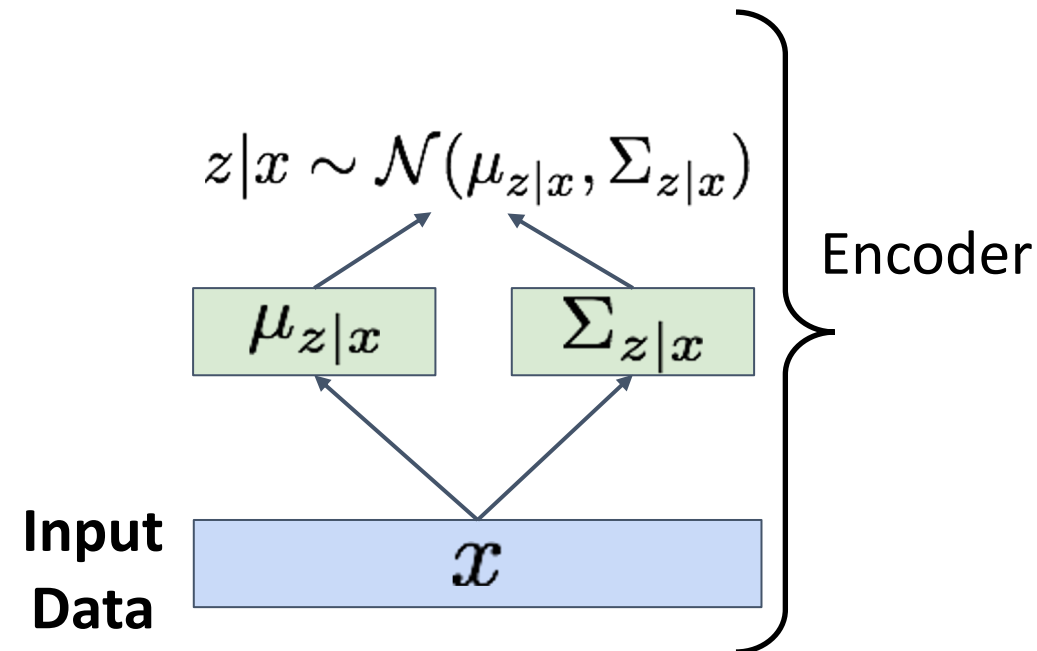 z|x ∼ 𝒩(μ_{z|x}, Σ_{z|x})
Encoder
μ_{z|x}
Σ_{z|x}
Input
Data
x